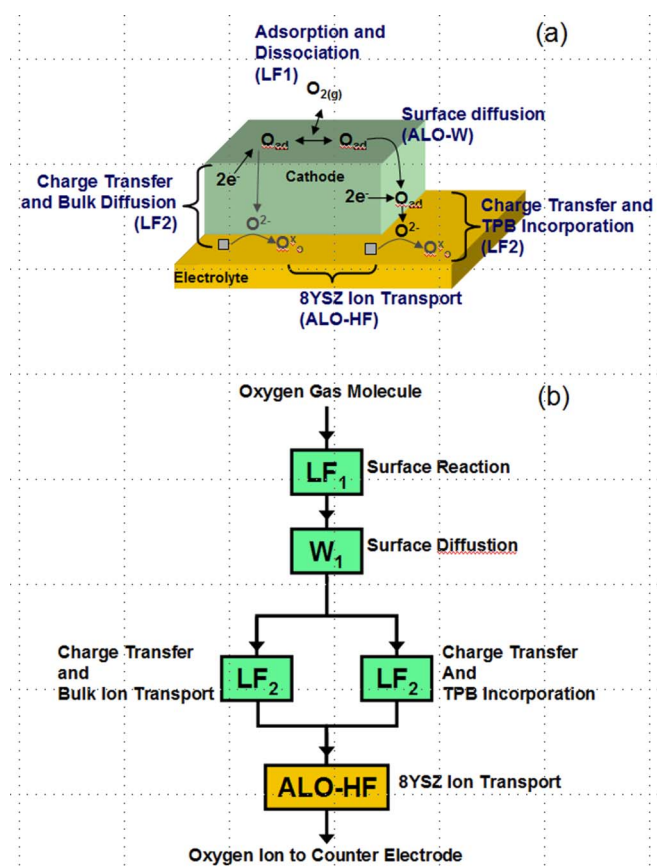 (a)
Adsorption and
Dissociation
(LF1)
O2(g)
Surface diffusion
(ALO-W)
Oad
Oad
2e-
Cathode
Charge Transfer
and Bulk Diffusion
(LF2)
2e-
Oad
Charge Transfer and
TPB Incorporation
(LF2)
O2-
O2-
OxO
OxO
Electrolyte
8YSZ Ion Transport
(ALO-HF)
(b)
Oxygen Gas Molecule
LF1
Surface Reaction
W1
Surface Diffustion
Charge Transfer
and
Bulk Ion Transport
LF2
LF2
Charge Transfer
And
TPB Incorporation
ALO-HF
8YSZ Ion Transport
Oxygen Ion to Counter Electrode